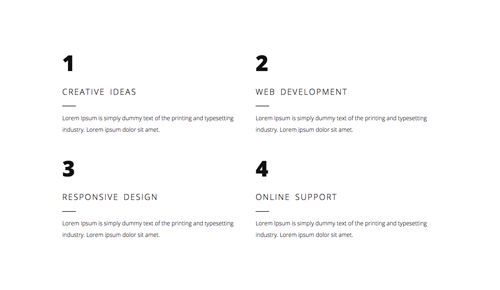 1
CREATIVE IDEAS
Lorem Ipsum is simply dummy text of the printing and typesetting
industry. Lorem ipsum dolor sit amet.
2
WEB DEVELOPMENT
Lorem Ipsum is simply dummy text of the printing and typesetting
industry. Lorem ipsum dolor sit amet.
3
RESPONSIVE DESIGN
Lorem Ipsum is simply dummy text of the printing and typesetting
industry. Lorem ipsum dolor sit amet.
4
ONLINE SUPPORT
Lorem Ipsum is simply dummy text of the printing and typesetting
industry. Lorem ipsum dolor sit amet.